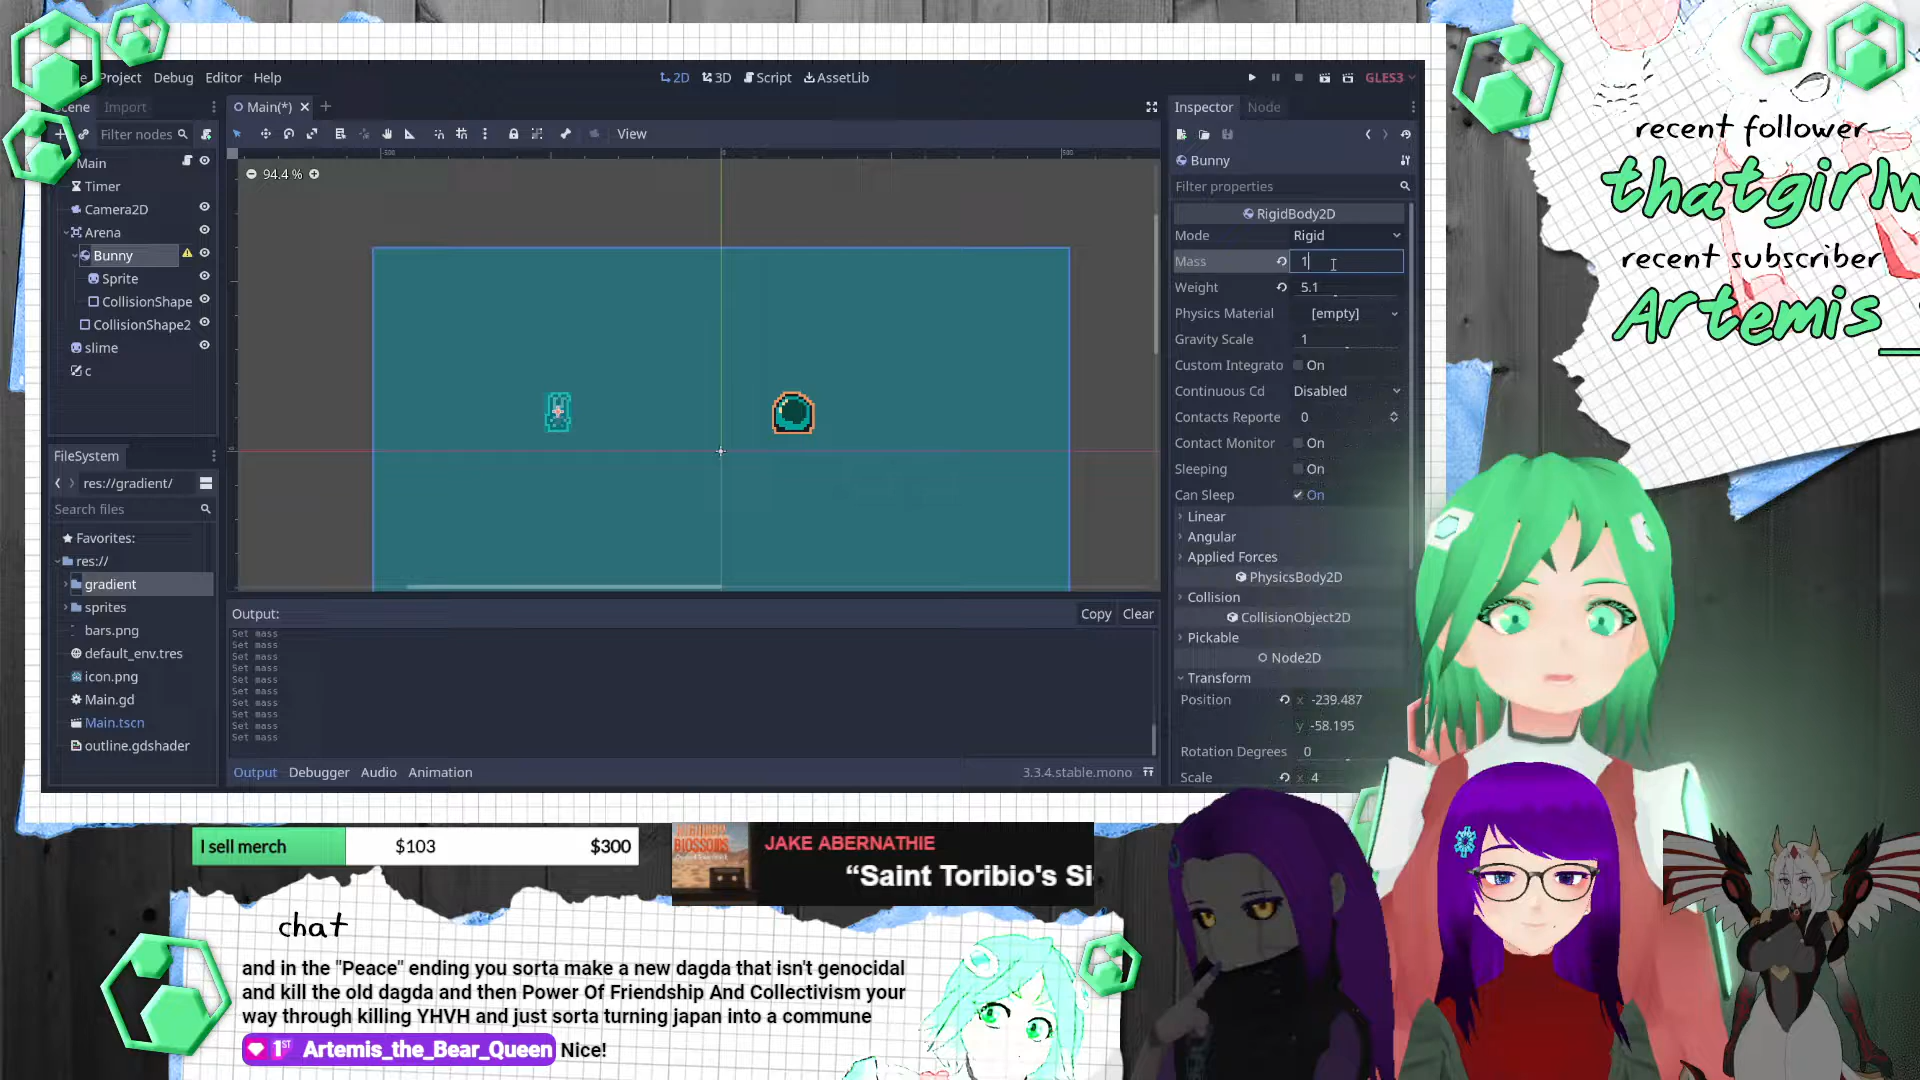 Project Debug Editor Help
2D 3D Script AssetLib
GLES3
Scene Import
Main(*)
Inspector Node
Filter nodes
View
Main
Timer
Camera2D
Arena
Bunny
Sprite
CollisionShape
CollisionShape2
slime
c
-500
0
500
94.4 %
Bunny
Filter properties
RigidBody2D
Mode Rigid
Mass 1
Weight 5.1
Physics Material [empty]
Gravity Scale 1
Custom Integrato On
Continuous Cd Disabled
Contacts Reporte 0
Contact Monitor On
Sleeping On
Can Sleep On
Linear
Angular
Applied Forces
PhysicsBody2D
Collision
CollisionObject2D
Pickable
Node2D
Transform
Position x -239.487
y -58.195
Rotation Degrees 0
Scale x 4
FileSystem
res://gradient/
Search files
Favorites:
res://
gradient
sprites
bars.png
default_env.tres
icon.png
Main.gd
Main.tscn
outline.gdshader
Output: Copy Clear
Set mass
Set mass
Set mass
Set mass
Set mass
Set mass
Set mass
Set mass
Set mass
Set mass
Output Debugger Audio Animation 3.3.4.stable.mono
recent follower
thatgirlw
recent subscriber
Artemis_
I sell merch $103 $300
JAKE ABERNATHIE
“Saint Toribio's Si
chat
and in the "Peace" ending you sorta make a new dagda that isn't genocidal
and kill the old dagda and then Power Of Friendship And Collectivism your
way through killing YHVH and just sorta turning japan into a commune
1ST Artemis_the_Bear_Queen Nice!